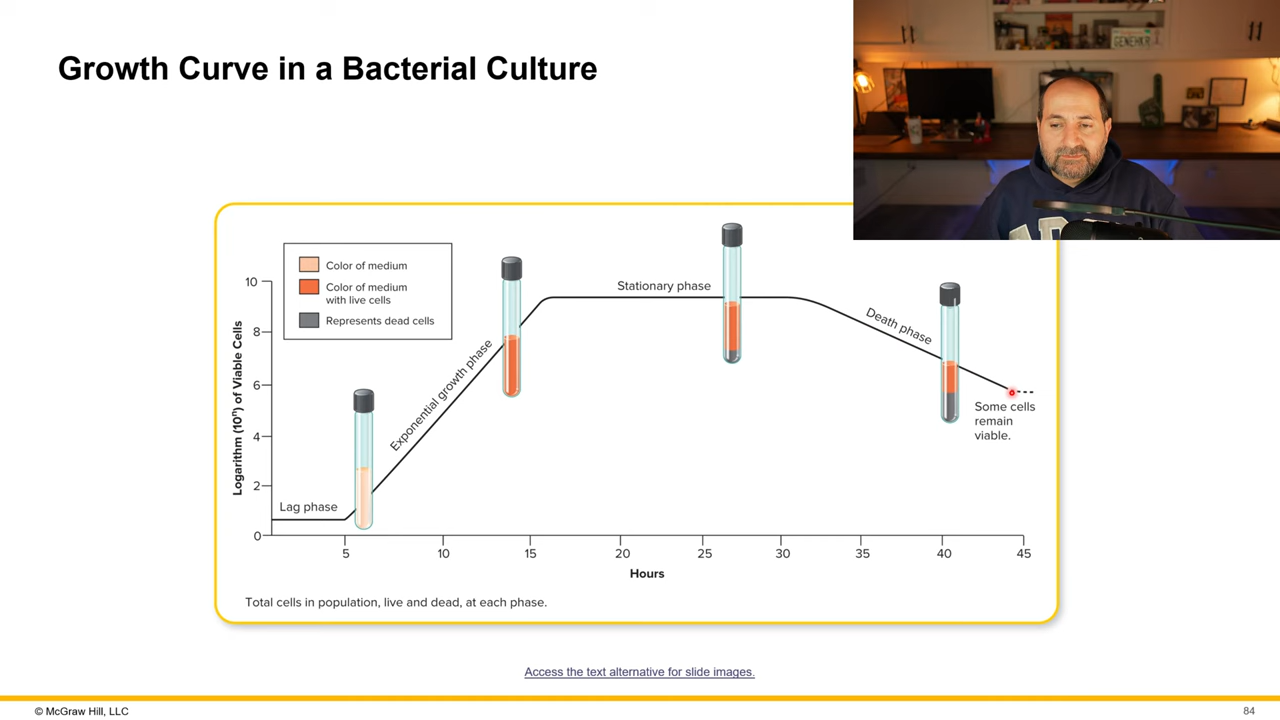 Growth Curve in a Bacterial Culture
GENEHKR
Color of medium
Color of medium
with live cells
Represents dead cells
Logarithm (10ⁿ) of Viable Cells
10
8
6
4
2
0
Lag phase
Exponential growth phase
Stationary phase
Death phase
Some cells
remain
viable.
5
10
15
20
25
30
35
40
45
Hours
Total cells in population, live and dead, at each phase.
Access the text alternative for slide images.
© McGraw Hill, LLC
84